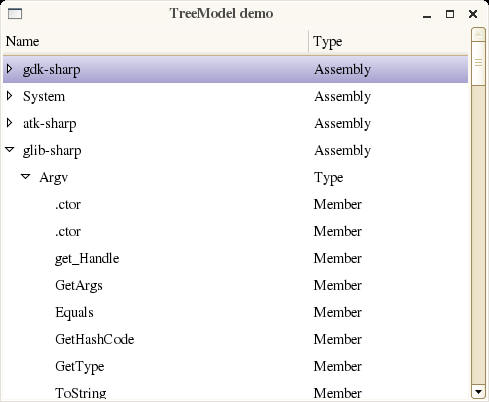 TreeModel demo
Name Type
gdk-sharp Assembly
System Assembly
atk-sharp Assembly
glib-sharp Assembly
Argv Type
.ctor Member
.ctor Member
get_Handle Member
GetArgs Member
Equals Member
GetHashCode Member
GetType Member
ToString Member